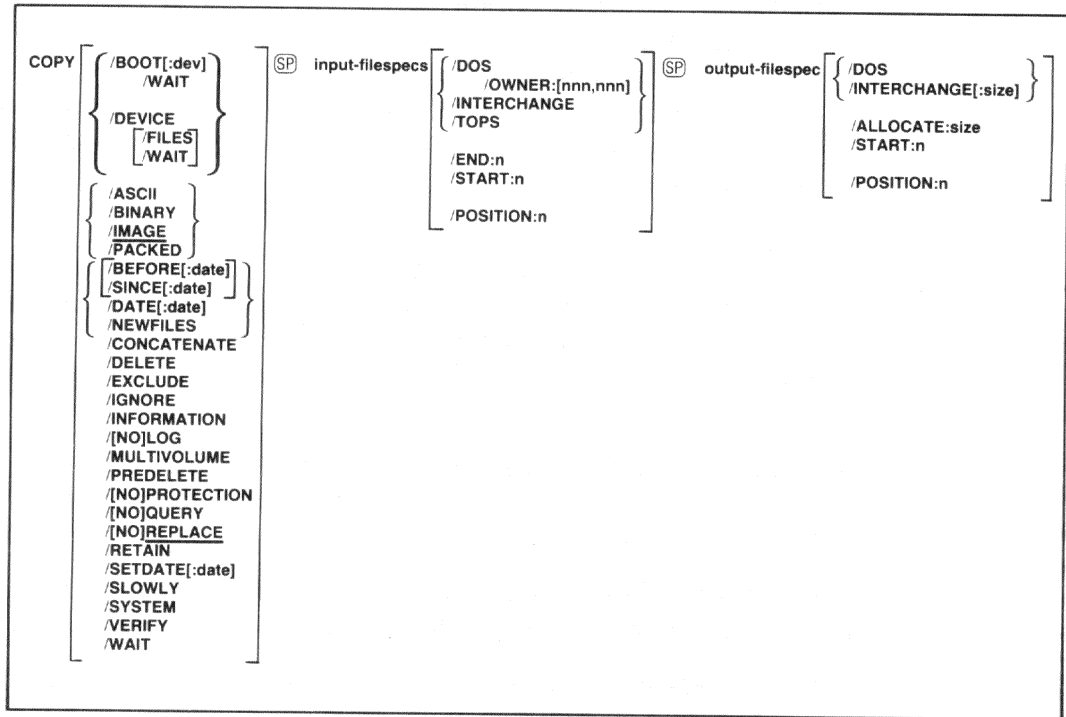 COPY /BOOT[:dev] SP input-filespecs /DOS SP output-filespec /DOS
/WAIT /OWNER:[nnn,nnn] /INTERCHANGE[:size]
/DEVICE /INTERCHANGE /ALLOCATE:size
/FILES /TOPS /START:n
/WAIT /END:n /POSITION:n
/ASCII /START:n
/BINARY /POSITION:n
/IMAGE
/PACKED
/BEFORE[:date]
/SINCE[:date]
/DATE[:date]
/NEWFILES
/CONCATENATE
/DELETE
/EXCLUDE
/IGNORE
/INFORMATION
/[NO]LOG
/MULTIVOLUME
/PREDELETE
/[NO]PROTECTION
/[NO]QUERY
/[NO]REPLACE
/RETAIN
/SETDATE[:date]
/SLOWLY
/SYSTEM
/VERIFY
/WAIT